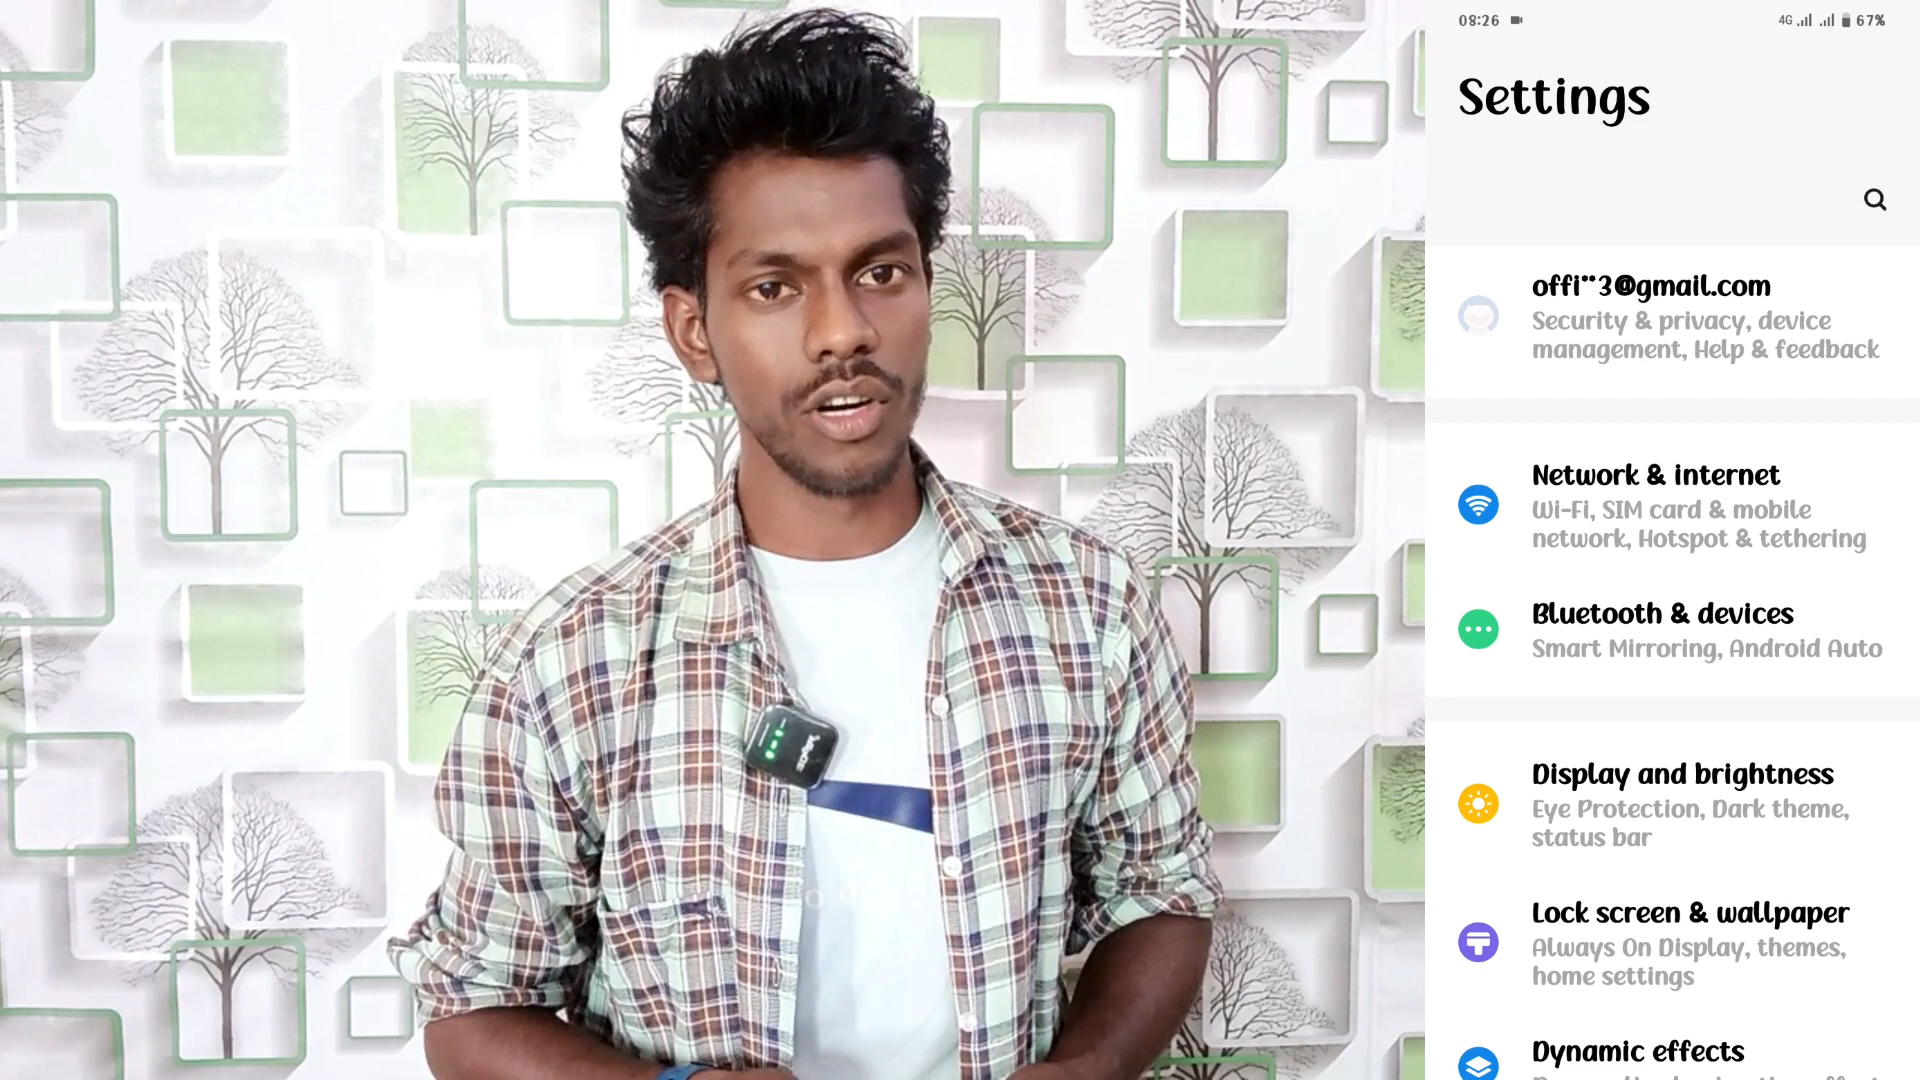 08:26
4G 67%
Settings
offi**3@gmail.com
Security & privacy, device
management, Help & feedback
Network & internet
Wi-Fi, SIM card & mobile
network, Hotspot & tethering
Bluetooth & devices
Smart Mirroring, Android Auto
Display and brightness
Eye Protection, Dark theme,
status bar
Lock screen & wallpaper
Always On Display, themes,
home settings
Dynamic effects